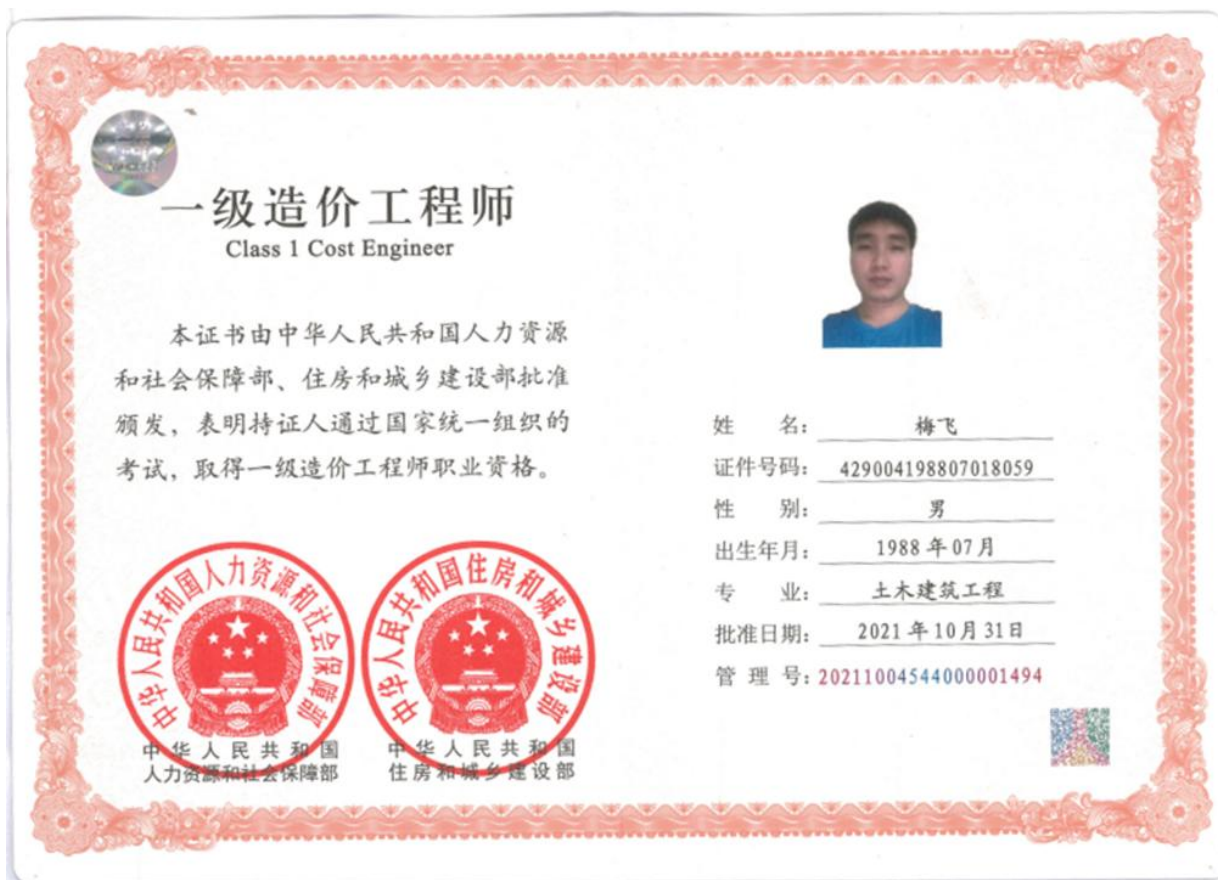 一级造价工程师
Class 1 Cost Engineer
本证书由中华人民共和国人力资源
和社会保障部、住房和城乡建设部批准
颁发，表明持证人通过国家统一组织的
考试，取得一级造价工程师职业资格。
中华人民共和国人力资源和社会保障部
中华人民共和国
人力资源和社会保障部
中华人民共和国住房和城乡建设部
中华人民共和国
住房和城乡建设部
姓 名：梅飞
证件号码：429004198807018059
性 别：男
出生年月：1988年07月
专 业：土木建筑工程
批准日期：2021年10月31日
管 理 号：20211004544000001494